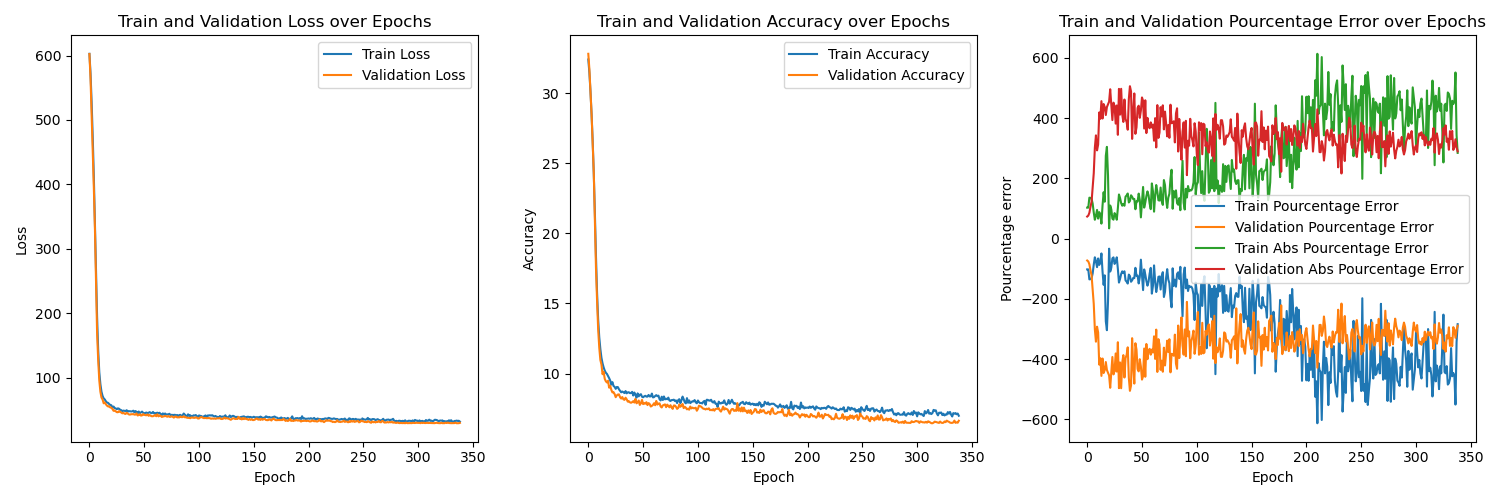 Train and Validation Loss over Epochs
Loss
600
500
400
300
200
100
0
50
100
150
200
250
300
350
Epoch
Train Loss
Validation Loss
Train and Validation Accuracy over Epochs
Accuracy
30
25
20
15
10
0
50
100
150
200
250
300
350
Epoch
Train Accuracy
Validation Accuracy
Train and Validation Pourcentage Error over Epochs
Pourcentage error
600
400
200
0
−200
−400
−600
0
50
100
150
200
250
300
350
Epoch
Train Pourcentage Error
Validation Pourcentage Error
Train Abs Pourcentage Error
Validation Abs Pourcentage Error